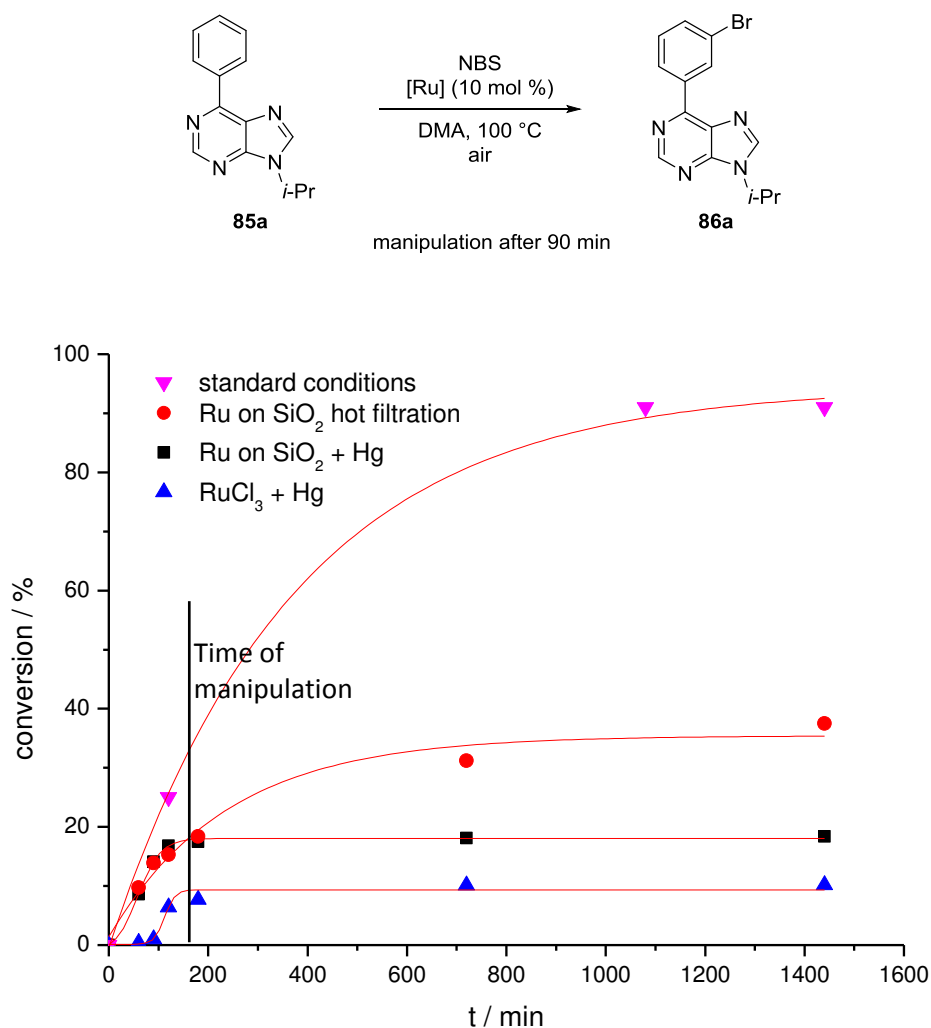 Br
NBS
[Ru] (10 mol %)
DMA, 100 °C
air
N
N
N
N
i-Pr
85a
N
N
N
N
i-Pr
86a
manipulation after 90 min
standard conditions
Ru on SiO₂ hot filtration
Ru on SiO₂ + Hg
RuCl₃ + Hg
Time of
manipulation
conversion / %
100
80
60
40
20
0
0 200 400 600 800 1000 1200 1400 1600
t / min